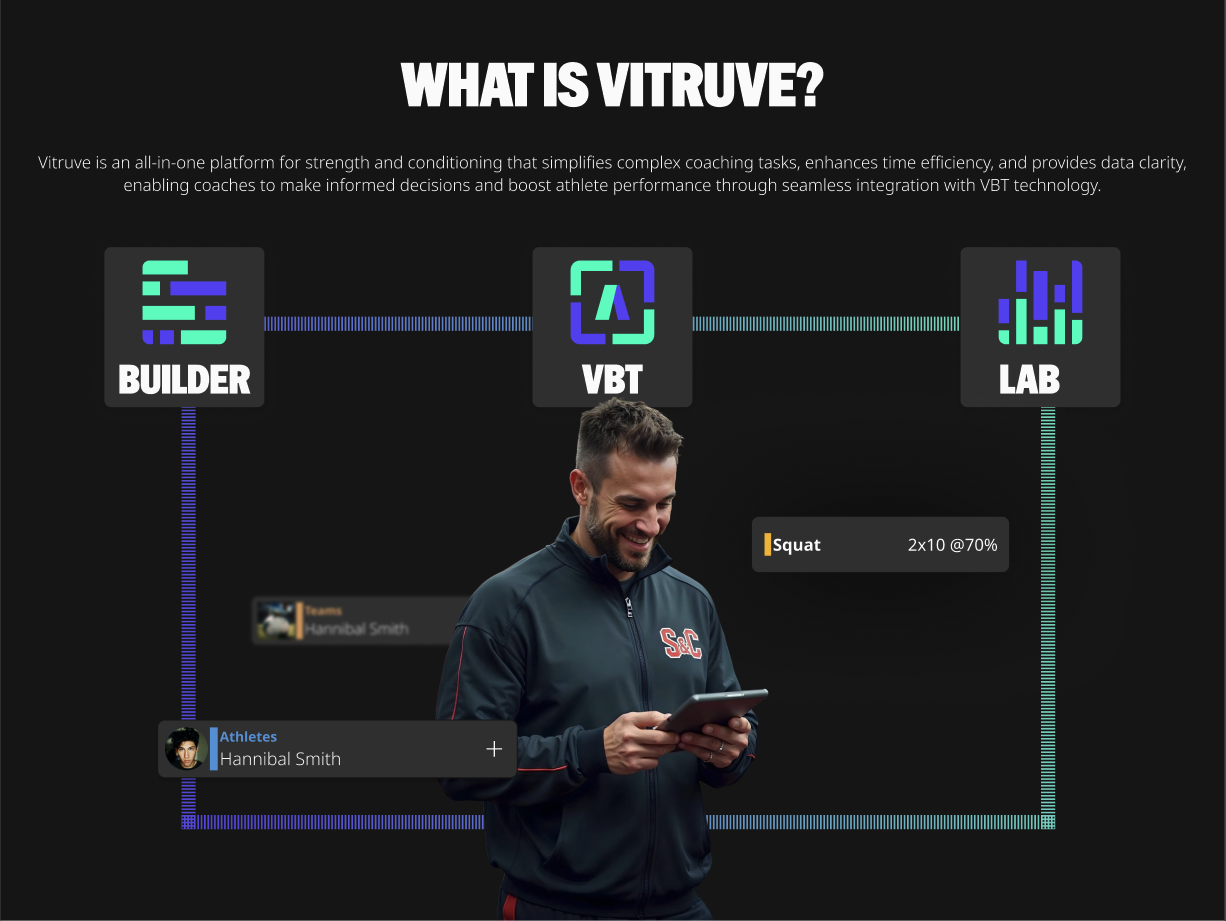 WHAT IS VITRUVE?
Vitruve is an all-in-one platform for strength and conditioning that simplifies complex coaching tasks, enhances time efficiency, and provides data clarity,
enabling coaches to make informed decisions and boost athlete performance through seamless integration with VBT technology.
BUILDER
VBT
LAB
Squat 2x10 @70%
Teams
Hannibal Smith
S&C
Athletes
Hannibal Smith